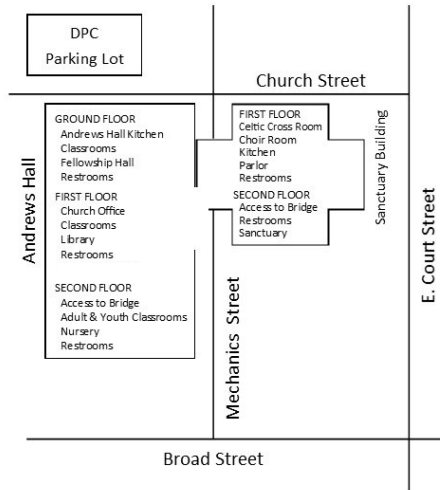 DPC
Parking Lot
Church Street
Andrews Hall
GROUND FLOOR
Andrews Hall Kitchen
Classrooms
Fellowship Hall
Restrooms
FIRST FLOOR
Church Office
Classrooms
Library
Restrooms
SECOND FLOOR
Access to Bridge
Adult & Youth Classrooms
Nursery
Restrooms
FIRST FLOOR
Celtic Cross Room
Choir Room
Kitchen
Parlor
Restrooms
SECOND FLOOR
Access to Bridge
Restrooms
Sanctuary
Sanctuary Building
E. Court Street
Mechanics Street
Broad Street